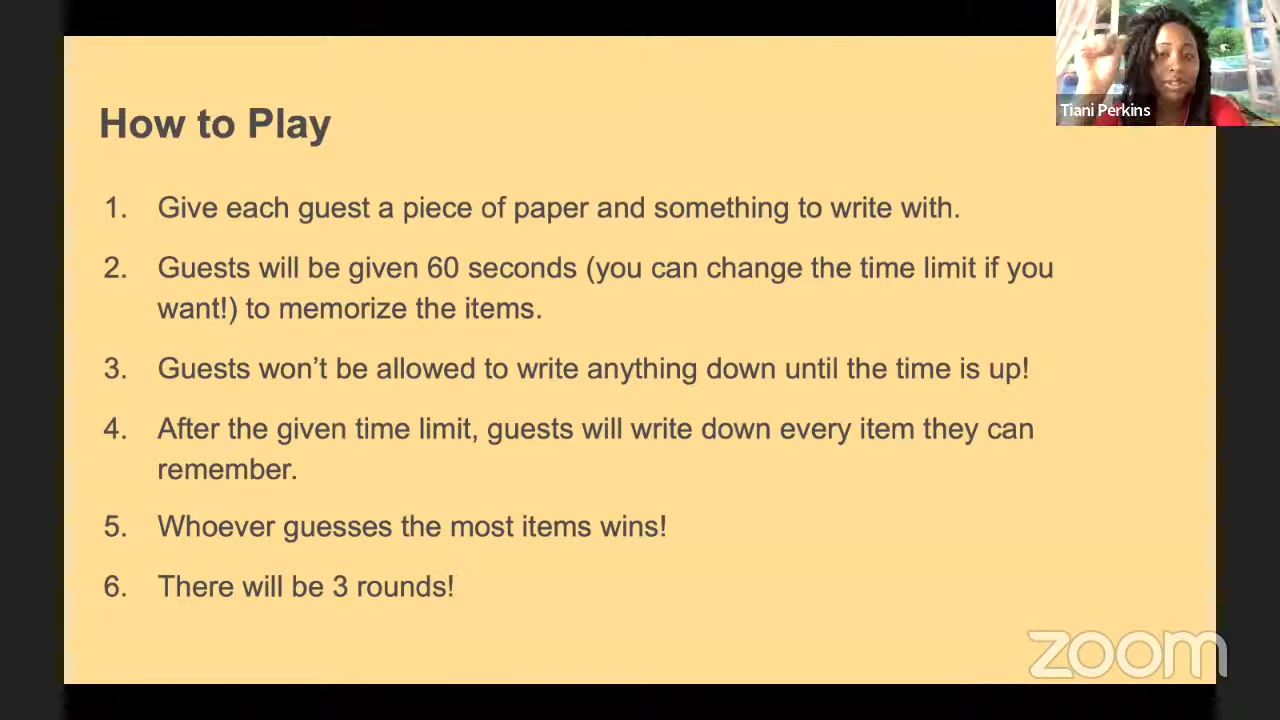 Tiani Perkins
How to Play
1. Give each guest a piece of paper and something to write with.
2. Guests will be given 60 seconds (you can change the time limit if you
want!) to memorize the items.
3. Guests won’t be allowed to write anything down until the time is up!
4. After the given time limit, guests will write down every item they can
remember.
5. Whoever guesses the most items wins!
6. There will be 3 rounds!
zoom